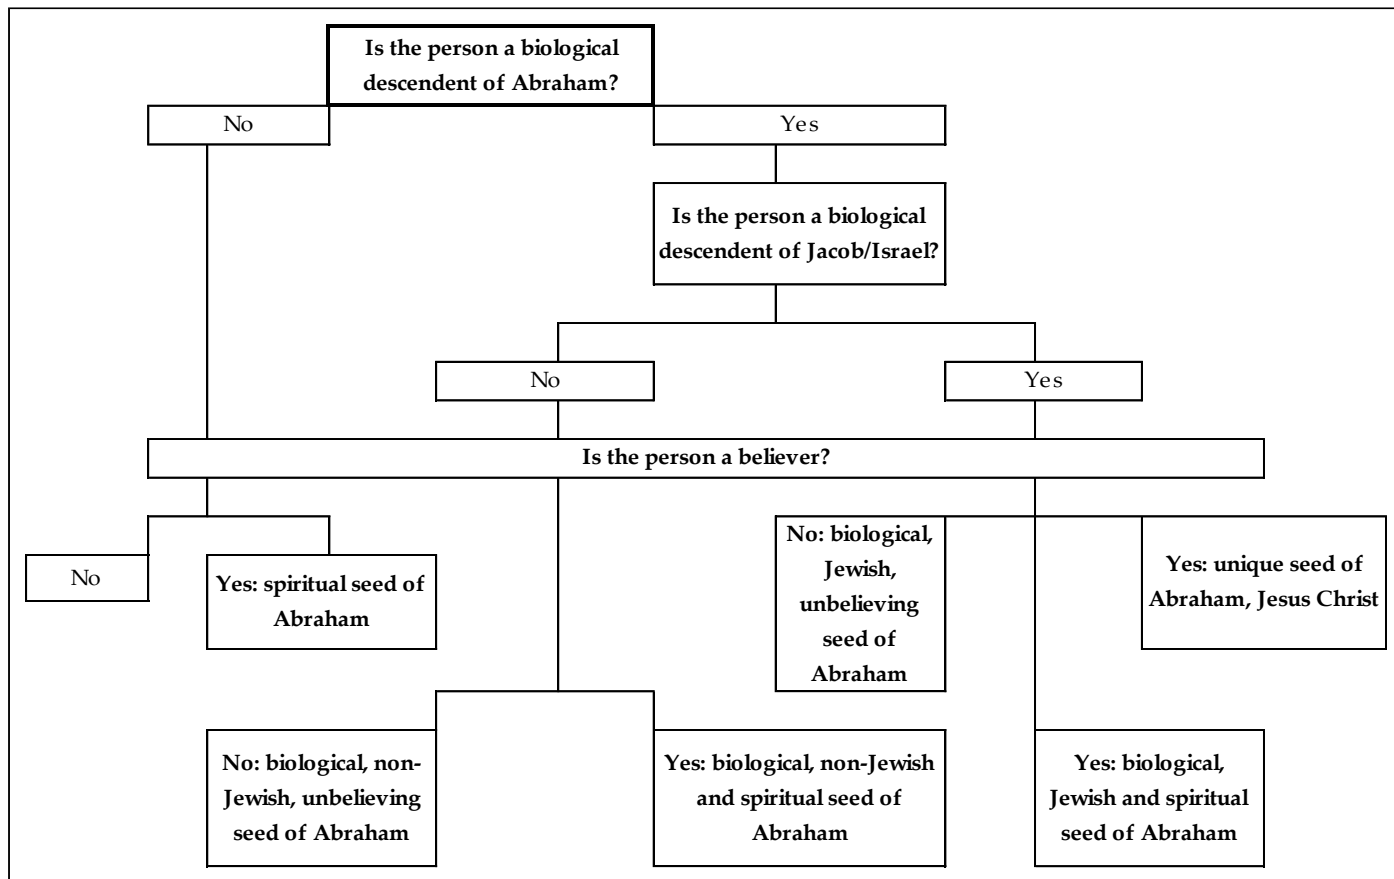 Is the person a biological
descendent of Abraham?
No
Yes
Is the person a biological
descendent of Jacob/Israel?
No
Yes
Is the person a believer?
No
Yes: spiritual seed of
Abraham
No: biological,
Jewish,
unbelieving
seed of
Abraham
Yes: unique seed of
Abraham, Jesus Christ
No: biological, non-
Jewish, unbelieving
seed of Abraham
Yes: biological, non-Jewish
and spiritual seed of
Abraham
Yes: biological,
Jewish and spiritual
seed of Abraham